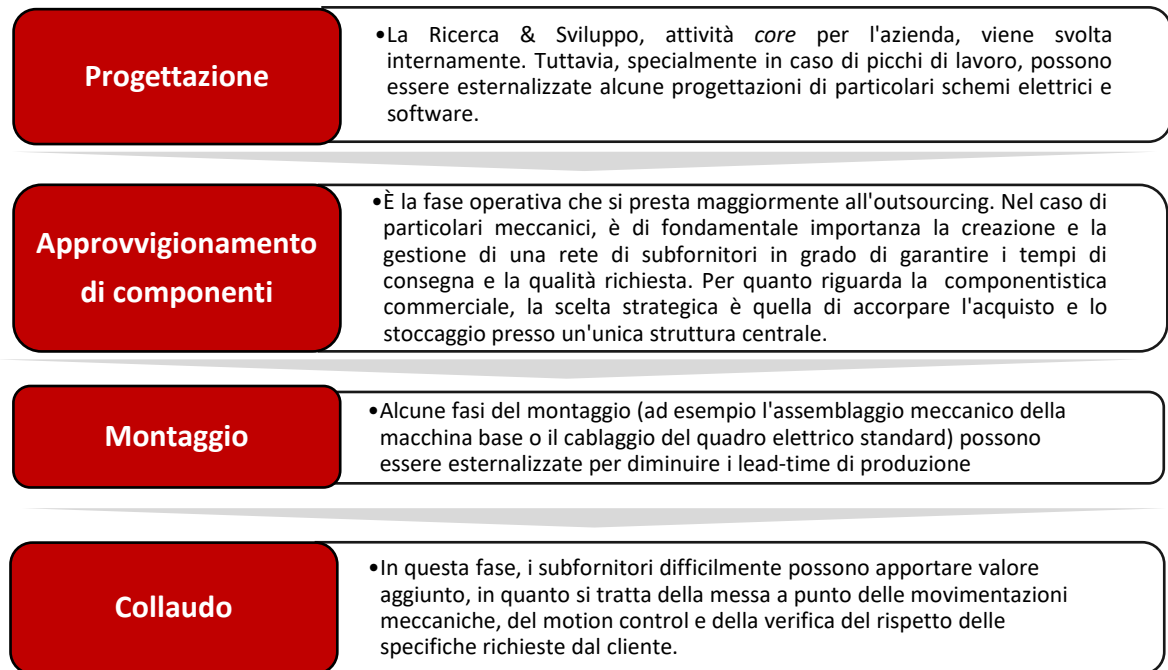 Progettazione
•La Ricerca & Sviluppo, attività core per l'azienda, viene svolta
internamente. Tuttavia, specialmente in caso di picchi di lavoro, possono
essere esternalizzate alcune progettazioni di particolari schemi elettrici e
software.
Approvvigionamento
di componenti
•È la fase operativa che si presta maggiormente all'outsourcing. Nel caso di
particolari meccanici, è di fondamentale importanza la creazione e la
gestione di una rete di subfornitori in grado di garantire i tempi di
consegna e la qualità richiesta. Per quanto riguarda la componentistica
commerciale, la scelta strategica è quella di accorpare l'acquisto e lo
stoccaggio presso un'unica struttura centrale.
Montaggio
•Alcune fasi del montaggio (ad esempio l'assemblaggio meccanico della
macchina base o il cablaggio del quadro elettrico standard) possono
essere esternalizzate per diminuire i lead-time di produzione
Collaudo
•In questa fase, i subfornitori difficilmente possono apportare valore
aggiunto, in quanto si tratta della messa a punto delle movimentazioni
meccaniche, del motion control e della verifica del rispetto delle
specifiche richieste dal cliente.